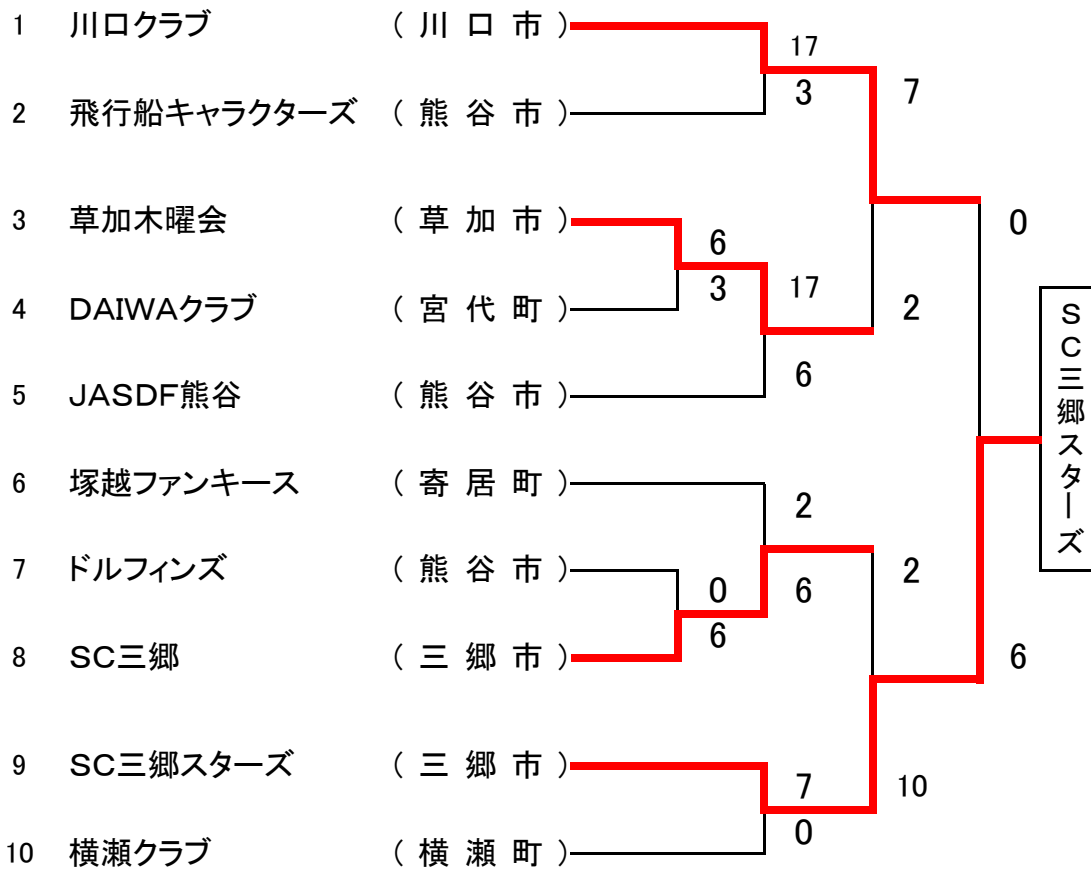 1 川口クラブ （ 川 口 市 ）
17
3
7
2 飛行船キャラクターズ （ 熊 谷 市 ）
3 草加木曜会 （ 草 加 市 ）
0
6
3
17
2
4 DAIWAクラブ （ 宮 代 町 ）
6
5 JASDF熊谷 （ 熊 谷 市 ）
SC三郷スターズ
6 塚越ファンキース （ 寄 居 町 ）
2
7 ドルフィンズ （ 熊 谷 市 ）
2
0
6
6
8 SC三郷 （ 三 郷 市 ）
6
9 SC三郷スターズ （ 三 郷 市 ）
7
10
0
10 横瀬クラブ （ 横 瀬 町 ）